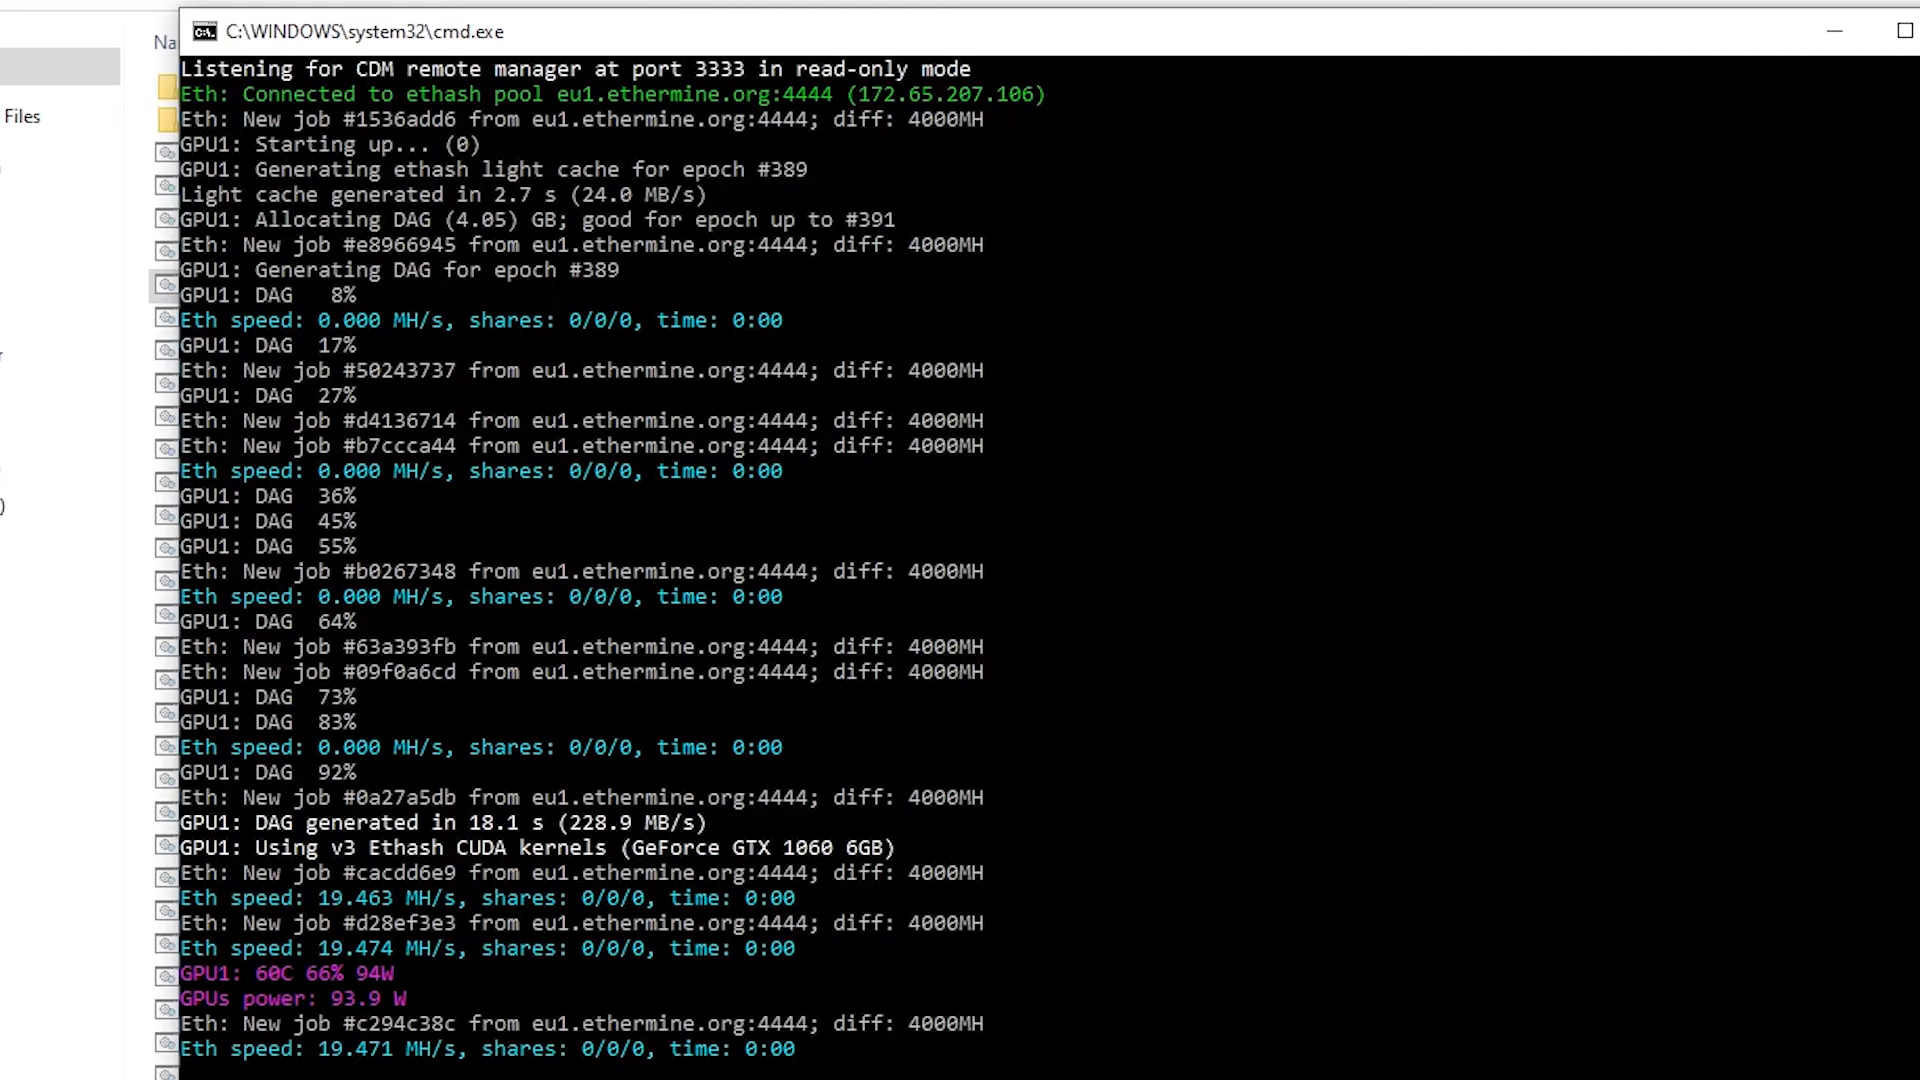 C:\WINDOWS\system32\cmd.exe
Na
Files
r
)
Listening for CDM remote manager at port 3333 in read-only mode
Eth: Connected to ethash pool eu1.ethermine.org:4444 (172.65.207.106)
Eth: New job #1536add6 from eu1.ethermine.org:4444; diff: 4000MH
GPU1: Starting up... (0)
GPU1: Generating ethash light cache for epoch #389
Light cache generated in 2.7 s (24.0 MB/s)
GPU1: Allocating DAG (4.05) GB; good for epoch up to #391
Eth: New job #e8966945 from eu1.ethermine.org:4444; diff: 4000MH
GPU1: Generating DAG for epoch #389
GPU1: DAG   8%
Eth speed: 0.000 MH/s, shares: 0/0/0, time: 0:00
GPU1: DAG  17%
Eth: New job #50243737 from eu1.ethermine.org:4444; diff: 4000MH
GPU1: DAG  27%
Eth: New job #d4136714 from eu1.ethermine.org:4444; diff: 4000MH
Eth: New job #b7ccca44 from eu1.ethermine.org:4444; diff: 4000MH
Eth speed: 0.000 MH/s, shares: 0/0/0, time: 0:00
GPU1: DAG  36%
GPU1: DAG  45%
GPU1: DAG  55%
Eth: New job #b0267348 from eu1.ethermine.org:4444; diff: 4000MH
Eth speed: 0.000 MH/s, shares: 0/0/0, time: 0:00
GPU1: DAG  64%
Eth: New job #63a393fb from eu1.ethermine.org:4444; diff: 4000MH
Eth: New job #09f0a6cd from eu1.ethermine.org:4444; diff: 4000MH
GPU1: DAG  73%
GPU1: DAG  83%
Eth speed: 0.000 MH/s, shares: 0/0/0, time: 0:00
GPU1: DAG  92%
Eth: New job #0a27a5db from eu1.ethermine.org:4444; diff: 4000MH
GPU1: DAG generated in 18.1 s (228.9 MB/s)
GPU1: Using v3 Ethash CUDA kernels (GeForce GTX 1060 6GB)
Eth: New job #cacdd6e9 from eu1.ethermine.org:4444; diff: 4000MH
Eth speed: 19.463 MH/s, shares: 0/0/0, time: 0:00
Eth: New job #d28ef3e3 from eu1.ethermine.org:4444; diff: 4000MH
Eth speed: 19.474 MH/s, shares: 0/0/0, time: 0:00
GPU1: 60C 66% 94W
GPUs power: 93.9 W
Eth: New job #c294c38c from eu1.ethermine.org:4444; diff: 4000MH
Eth speed: 19.471 MH/s, shares: 0/0/0, time: 0:00